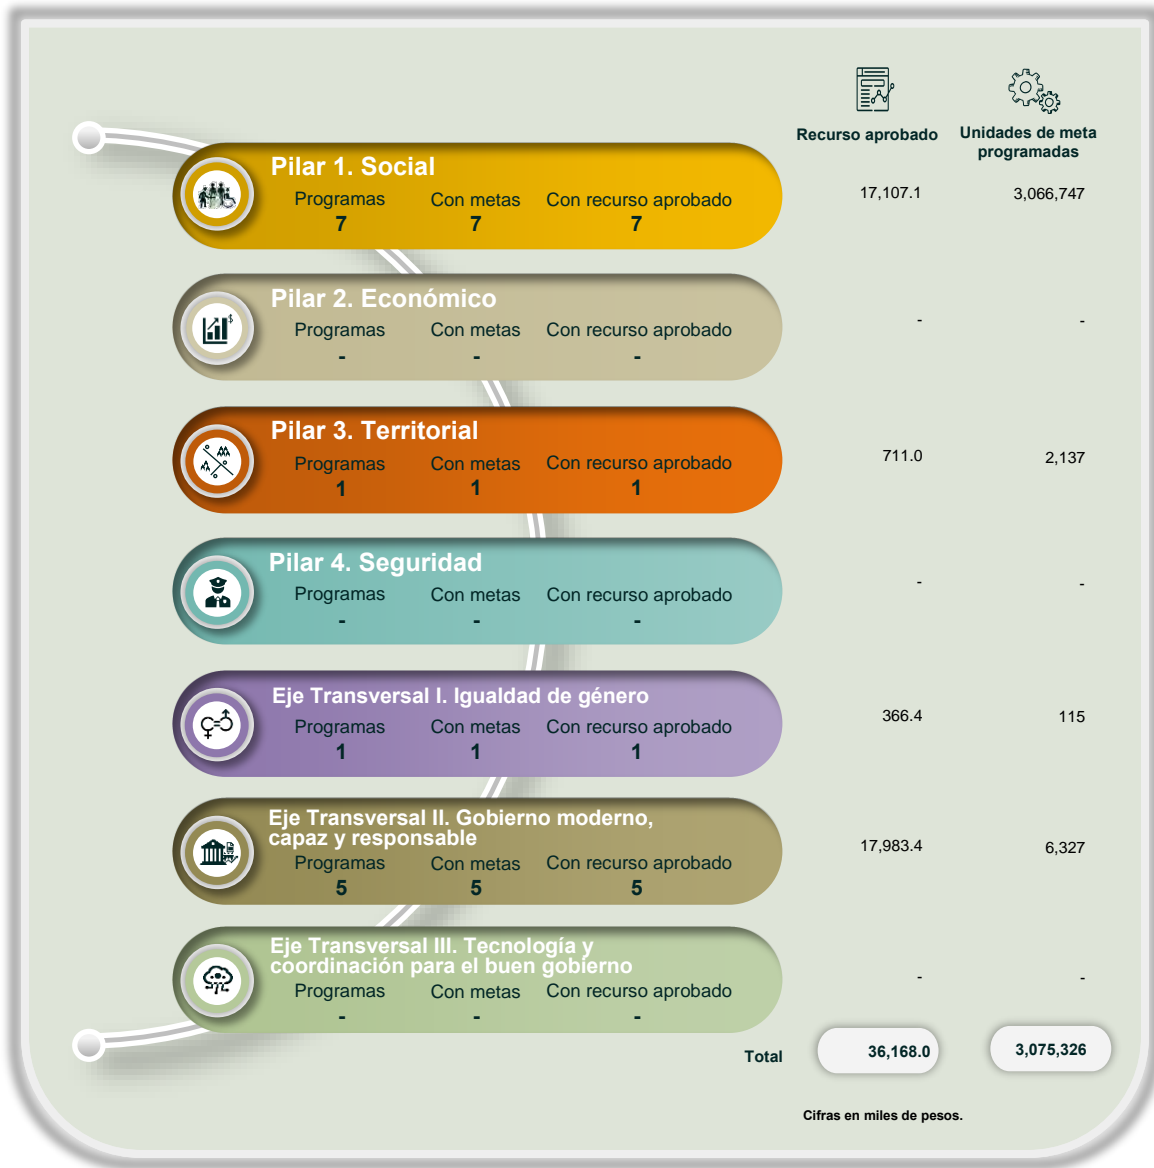 Recurso aprobado
Unidades de meta
programadas
Pilar 1. Social
Programas Con metas Con recurso aprobado
7 7 7
17,107.1 3,066,747
Pilar 2. Económico
Programas Con metas Con recurso aprobado
- - -
- -
Pilar 3. Territorial
Programas Con metas Con recurso aprobado
1 1 1
711.0 2,137
Pilar 4. Seguridad
Programas Con metas Con recurso aprobado
- - -
- -
Eje Transversal I. Igualdad de género
Programas Con metas Con recurso aprobado
1 1 1
366.4 115
Eje Transversal II. Gobierno moderno,
capaz y responsable
Programas Con metas Con recurso aprobado
5 5 5
17,983.4 6,327
Eje Transversal III. Tecnología y
coordinación para el buen gobierno
Programas Con metas Con recurso aprobado
- - -
- -
Total 36,168.0 3,075,326
Cifras en miles de pesos.